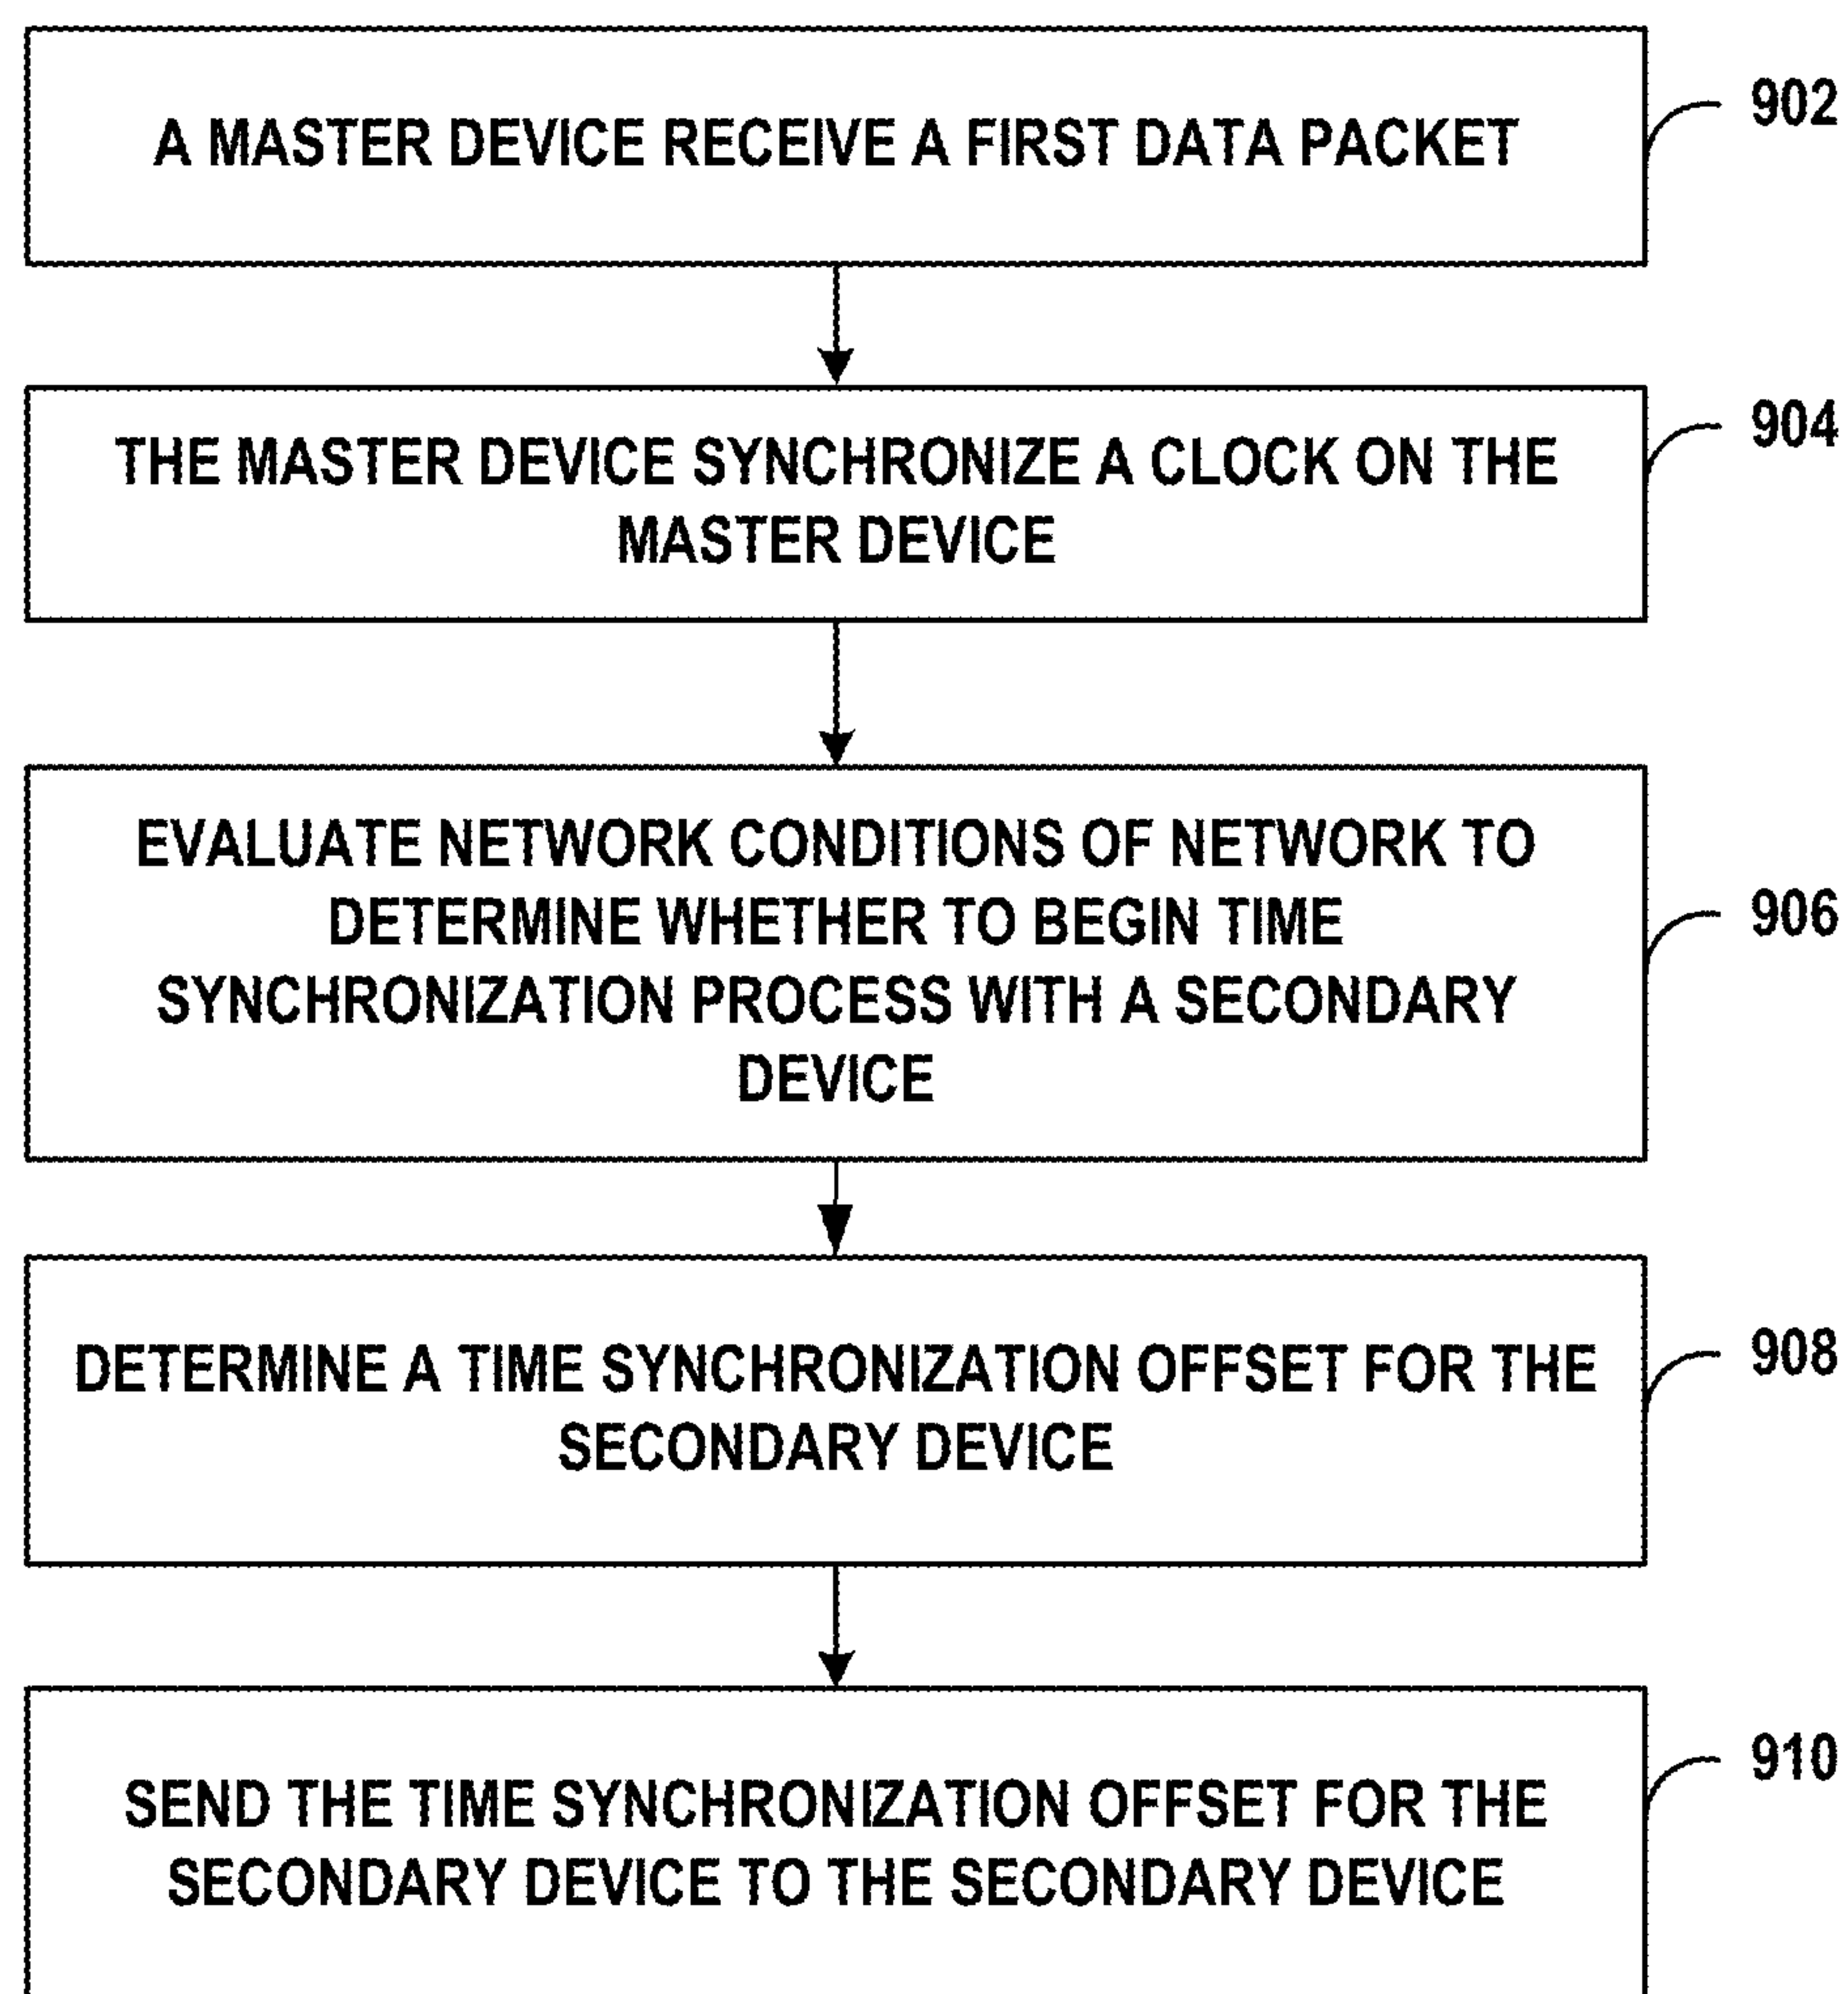 A MASTER DEVICE RECEIVE A FIRST DATA PACKET
902
THE MASTER DEVICE SYNCHRONIZE A CLOCK ON THE
MASTER DEVICE
904
EVALUATE NETWORK CONDITIONS OF NETWORK TO
DETERMINE WHETHER TO BEGIN TIME
SYNCHRONIZATION PROCESS WITH A SECONDARY
DEVICE
906
DETERMINE A TIME SYNCHRONIZATION OFFSET FOR THE
SECONDARY DEVICE
908
SEND THE TIME SYNCHRONIZATION OFFSET FOR THE
SECONDARY DEVICE TO THE SECONDARY DEVICE
910